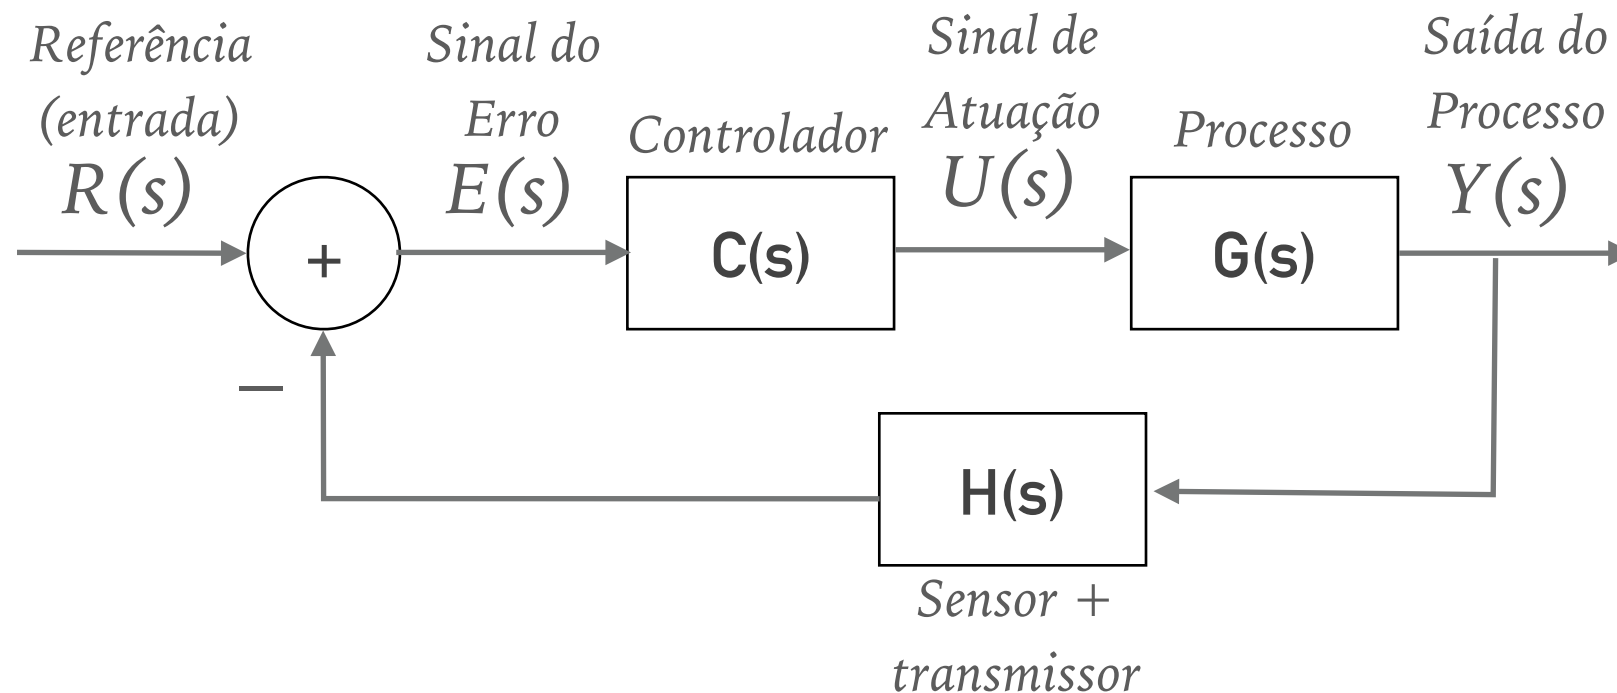 Referência
(entrada)
R(s)
Sinal do
Erro
E(s)
Controlador
Sinal de
Atuação
U(s)
Processo
Saída do
Processo
Y(s)
+
C(s)
G(s)
—
H(s)
Sensor +
transmissor